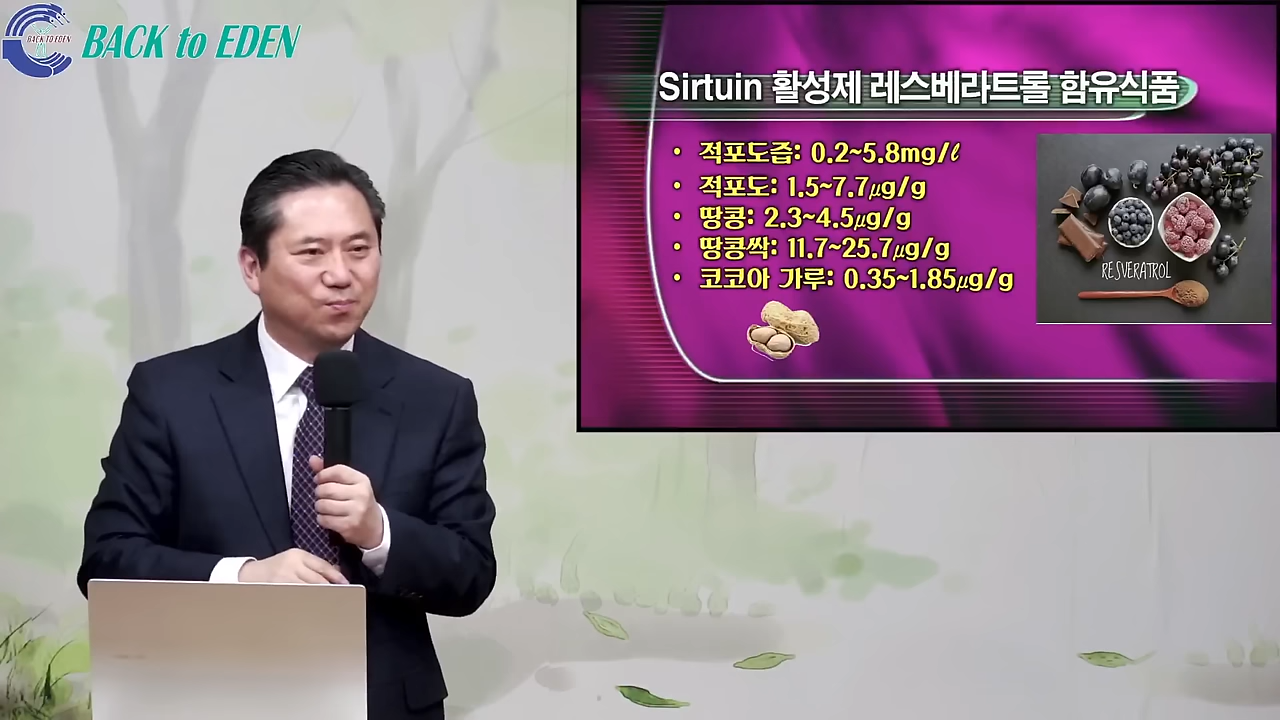 BACK TO EDEN
BACK to EDEN
Sirtuin 활성제 레스베라트롤 함유식품
• 적포도즙: 0.2~5.8mg/ℓ
• 적포도: 1.5~7.7㎍/g
• 땅콩: 2.3~4.5㎍/g
• 땅콩싹: 11.7~25.7㎍/g
• 코코아 가루: 0.35~1.85㎍/g
RESVERATROL